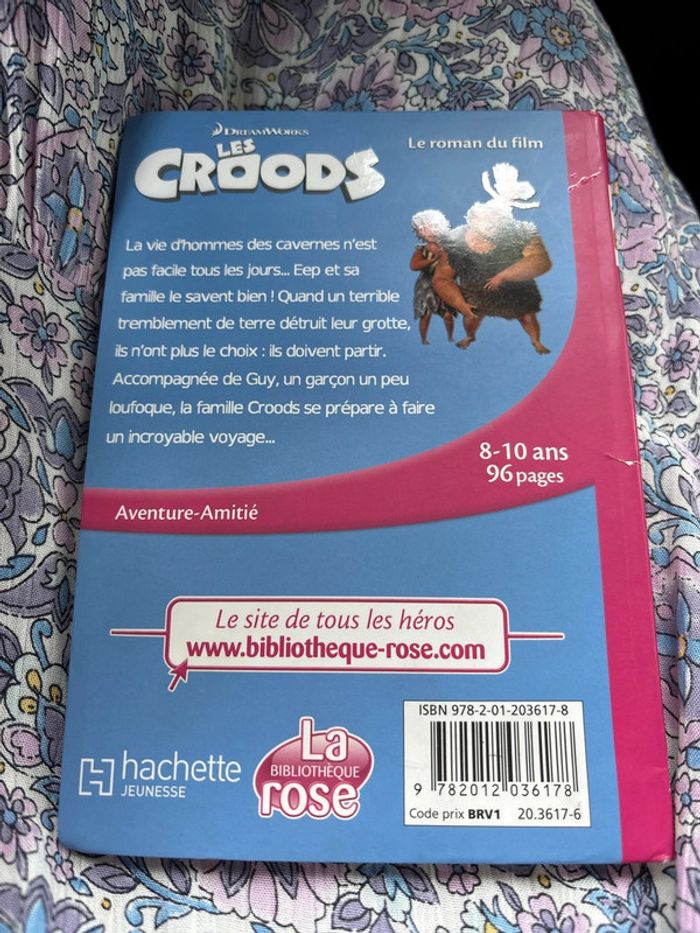 DREAMWORKS
LES
CROODS
Le roman du film
La vie d'hommes des cavernes n'est
pas facile tous les jours... Eep et sa
famille le savent bien ! Quand un terrible
tremblement de terre détruit leur grotte,
ils n'ont plus le choix : ils doivent partir.
Accompagnée de Guy, un garçon un peu
loufoque, la famille Croods se prépare à faire
un incroyable voyage...
8-10 ans
96 pages
Aventure-Amitié
Le site de tous les héros
www.bibliotheque-rose.com
hachette
JEUNESSE
La
BIBLIOTHÈQUE
rose
ISBN 978-2-01-203617-8
9 782012 036178
Code prix BRV1 20.3617-6